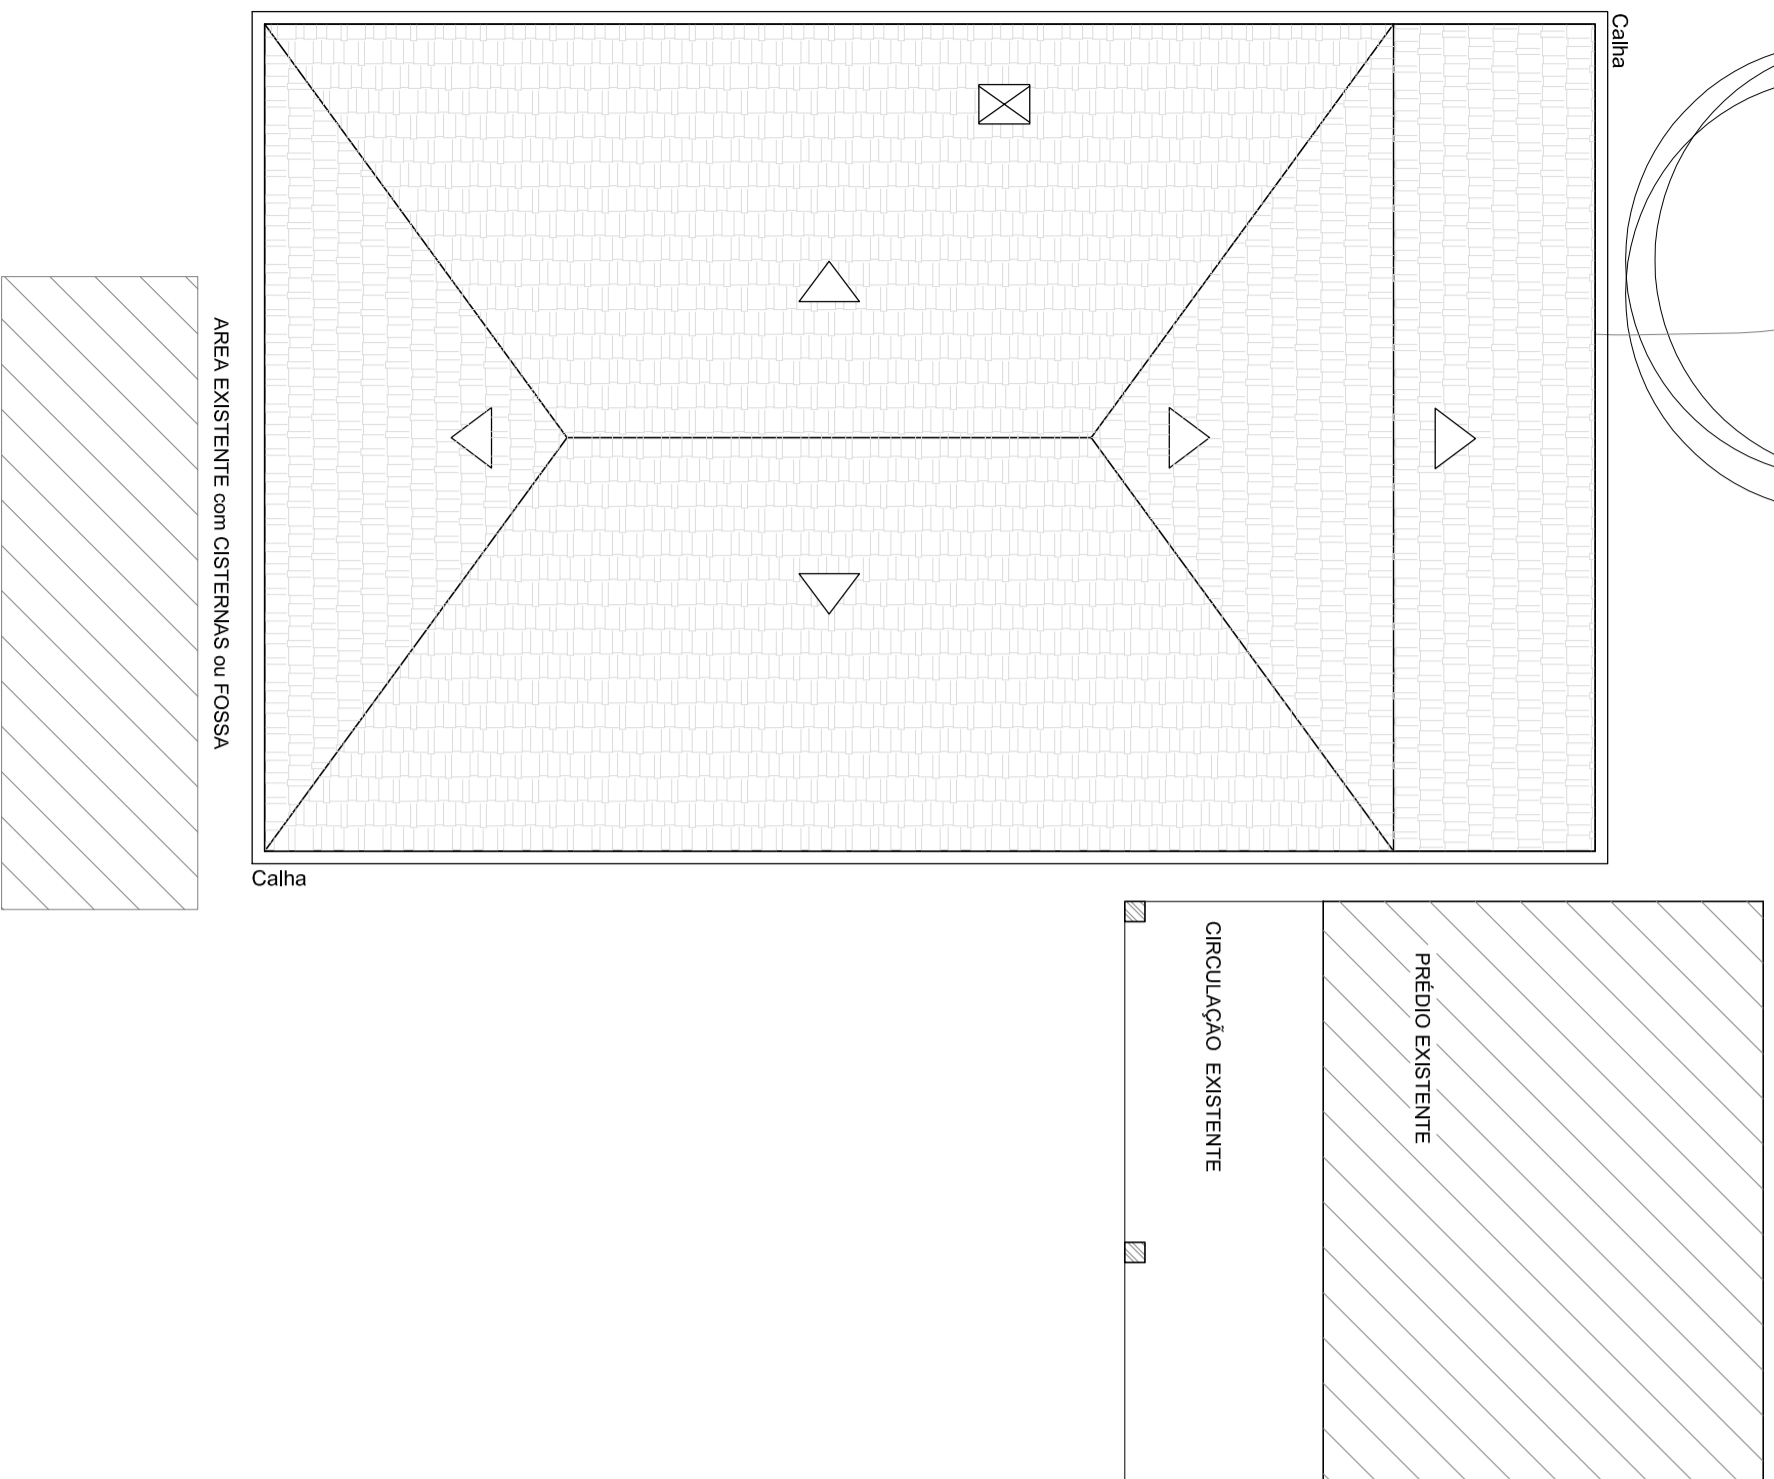 Calha
AREA EXISTENTE com CISTERNAS ou FOSSA
Calha
CIRCULAÇÃO EXISTENTE
PRÉDIO EXISTENTE